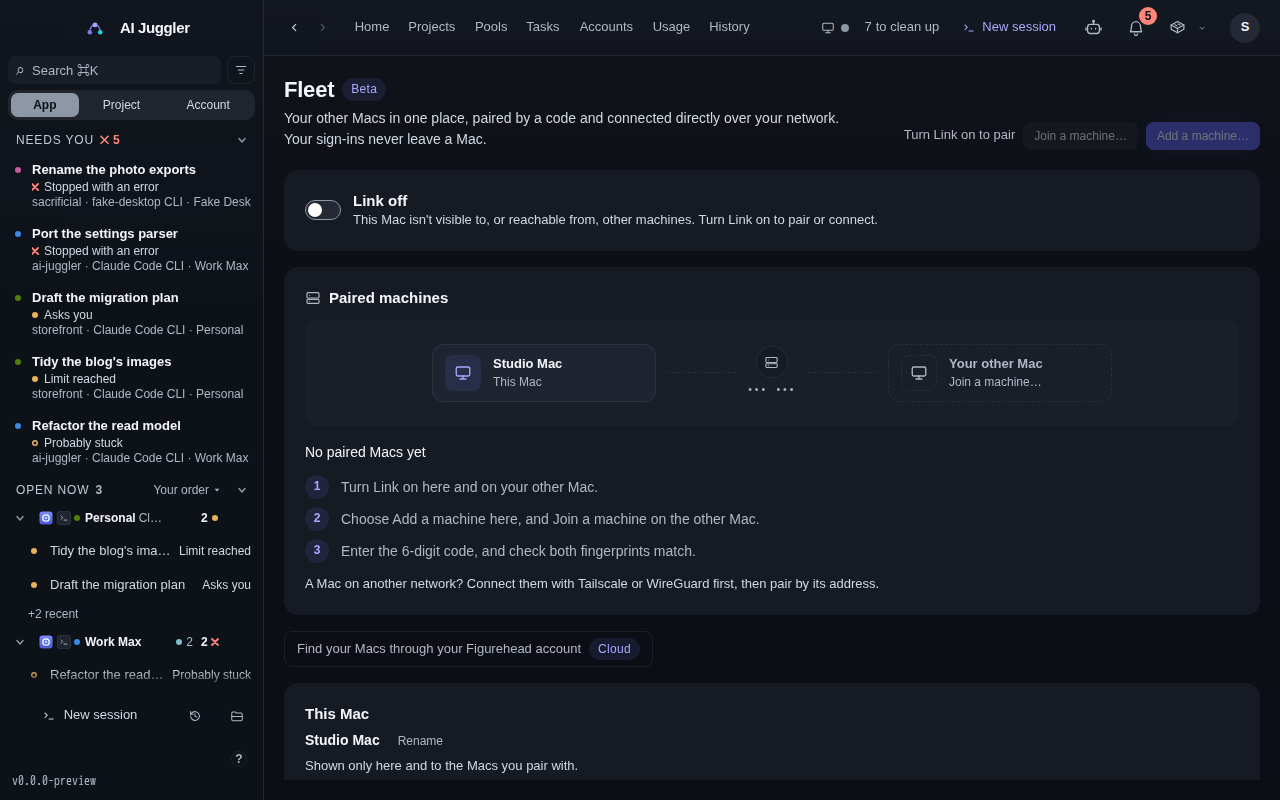 AI Juggler
Search ⌘K
App Project Account
NEEDS YOU 5
Rename the photo exports
Stopped with an error
sacrificial · fake-desktop CLI · Fake Desk
Port the settings parser
Stopped with an error
ai-juggler · Claude Code CLI · Work Max
Draft the migration plan
Asks you
storefront · Claude Code CLI · Personal
Tidy the blog's images
Limit reached
storefront · Claude Code CLI · Personal
Refactor the read model
Probably stuck
ai-juggler · Claude Code CLI · Work Max
OPEN NOW 3 Your order
Personal Cl… 2
Tidy the blog's ima… Limit reached
Draft the migration plan Asks you
+2 recent
Work Max 2 2
Refactor the read… Probably stuck
New session
?
v0.0.0-preview
Home Projects Pools Tasks Accounts Usage History 7 to clean up New session 5 S
Fleet Beta
Your other Macs in one place, paired by a code and connected directly over your network.
Your sign-ins never leave a Mac.
Turn Link on to pair Join a machine… Add a machine…
Link off
This Mac isn't visible to, or reachable from, other machines. Turn Link on to pair or connect.
Paired machines
Studio Mac
This Mac
••• •••
Your other Mac
Join a machine…
No paired Macs yet
1 Turn Link on here and on your other Mac.
2 Choose Add a machine here, and Join a machine on the other Mac.
3 Enter the 6-digit code, and check both fingerprints match.
A Mac on another network? Connect them with Tailscale or WireGuard first, then pair by its address.
Find your Macs through your Figurehead account Cloud
This Mac
Studio Mac Rename
Shown only here and to the Macs you pair with.